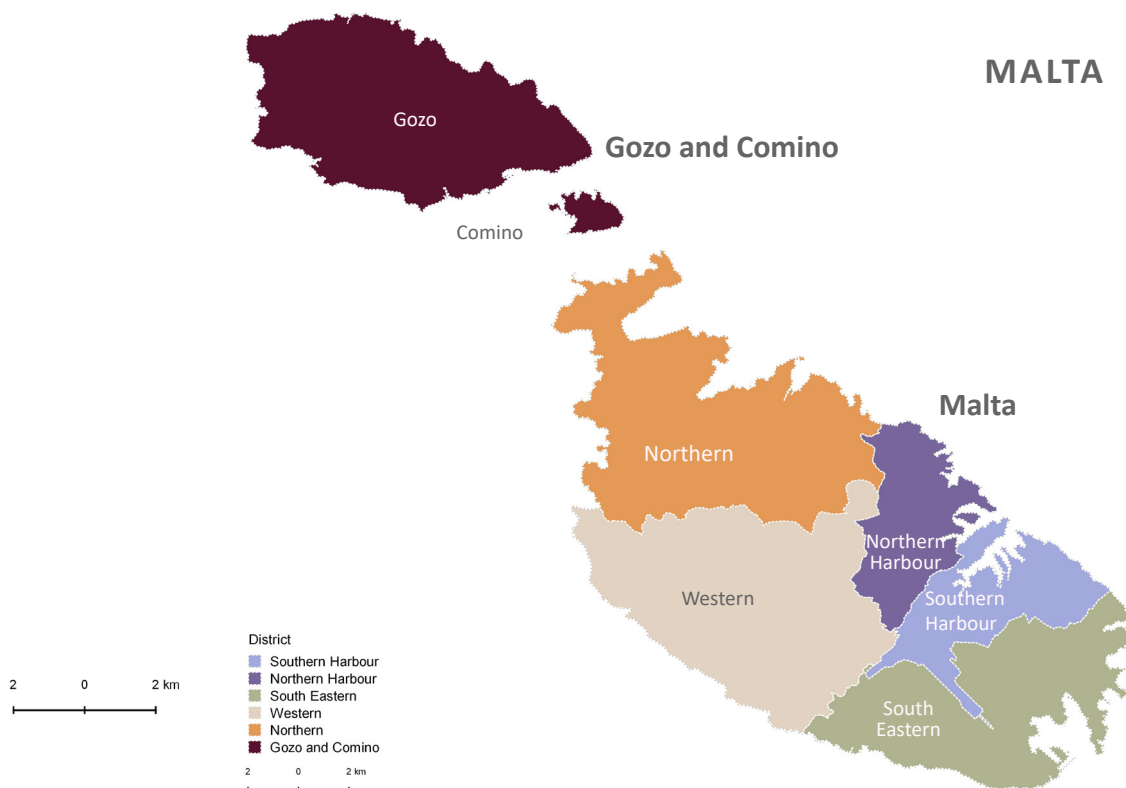 MALTA
Gozo
Gozo and Comino
Comino
Malta
Northern
Northern
Harbour
Western
Southern
Harbour
South
Eastern
District
Southern Harbour
Northern Harbour
South Eastern
Western
Northern
Gozo and Comino
2 0 2 km
2 0 2 km